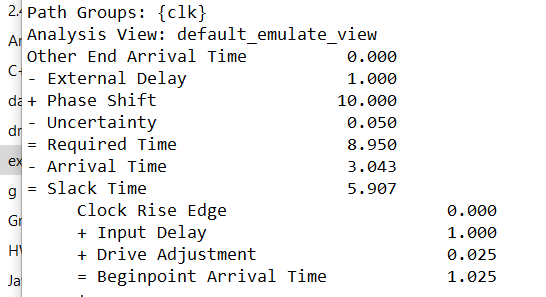 2.4
Path Groups: {clk}
Analysis View: default_emulate_view
Other End Arrival Time 0.000
- External Delay 1.000
+ Phase Shift 10.000
- Uncertainty 0.050
= Required Time 8.950
- Arrival Time 3.043
= Slack Time 5.907
Clock Rise Edge 0.000
+ Input Delay 1.000
+ Drive Adjustment 0.025
= Beginpoint Arrival Time 1.025
C+
da
dr
ex
g
Gr
Ja